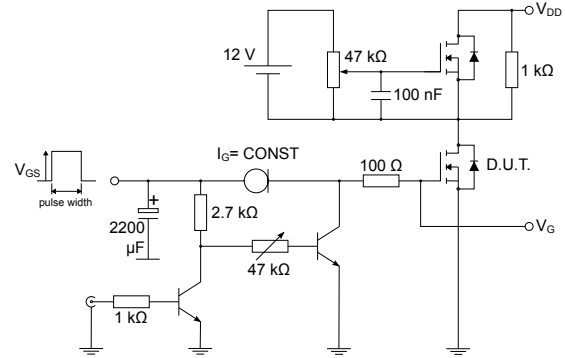 V_DD
12 V
47 kΩ
1 kΩ
100 nF
V_GS
pulse width
I_G= CONST
100 Ω
D.U.T.
+
2200
μF
2.7 kΩ
V_G
47 kΩ
1 kΩ